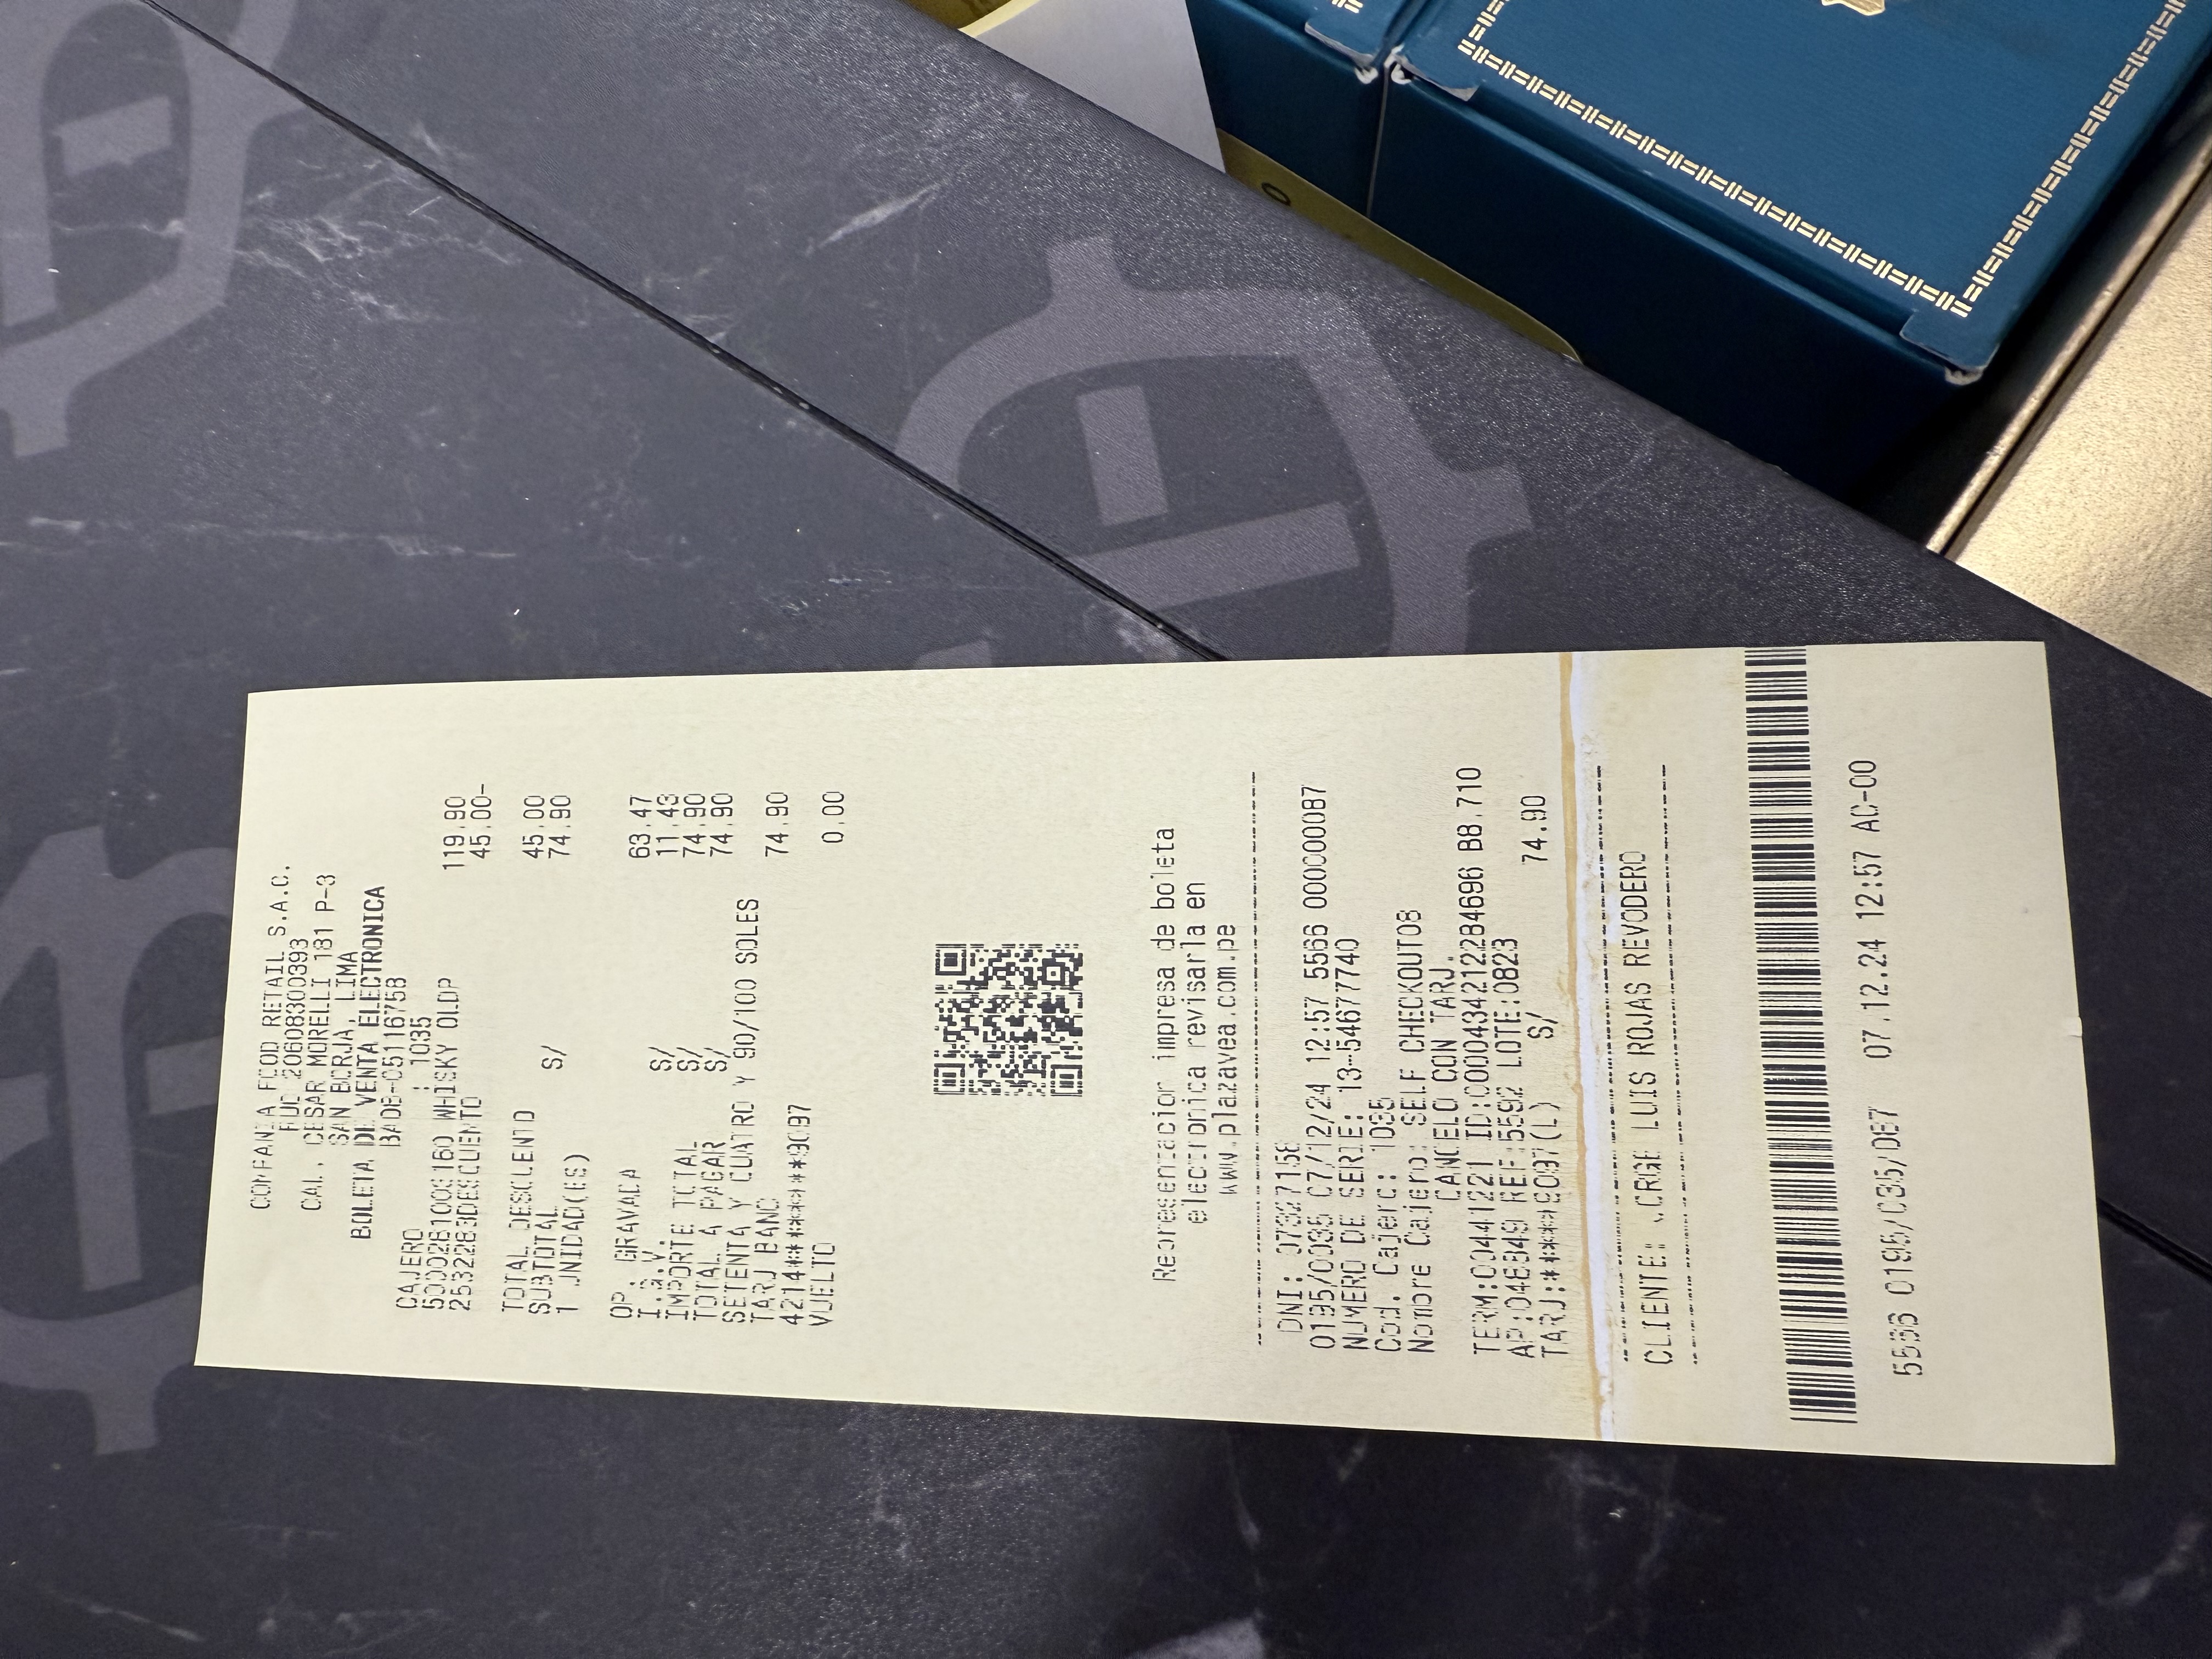 COMPANIA FOOD RETAIL S.A.C.
RUC 20608300393
CAL. CESAR MORELLI 181 P-3
SAN BORJA, LIMA
BOLETA DE VENTA ELECTRONICA
BA08-05116758
CAJERO : 1035
5000281003160 WHISKY OLDP 119.90
2532283DESCUENTO 45.00-
TOTAL DESCUENTO 45.00
SUBTOTAL S/ 74.90
1 UNIDAD(ES)
OP. GRAVADA 63.47
I.G.V. S/ 11.43
IMPORTE TOTAL S/ 74.90
TOTAL A PAGAR S/ 74.90
SETENTA Y CUATRO Y 90/100 SOLES
TARJ BANC 74.90
4214********9097
VUELTO 0.00
Representacion impresa de boleta
electronica revisarla en
www.plazavea.com.pe
DNI: 07327158
0195/0035 07/12/24 12:57 5566 000000087
NUMERO DE SERIE: 13-54677740
Cod. Cajero: 1035
Nombre Cajero: SELF CHECKOUT08
CANCELO CON TARJ.
TERM:00441221 ID:0000434212284696 B8.710
AP:048849 REF:5592 LOTE:0823
TARJ:*****9097(L) S/ 74.90
CLIENTE: JORGE LUIS ROJAS REVODERO
5566 0195/035/087 07.12.24 12:57 AC-00